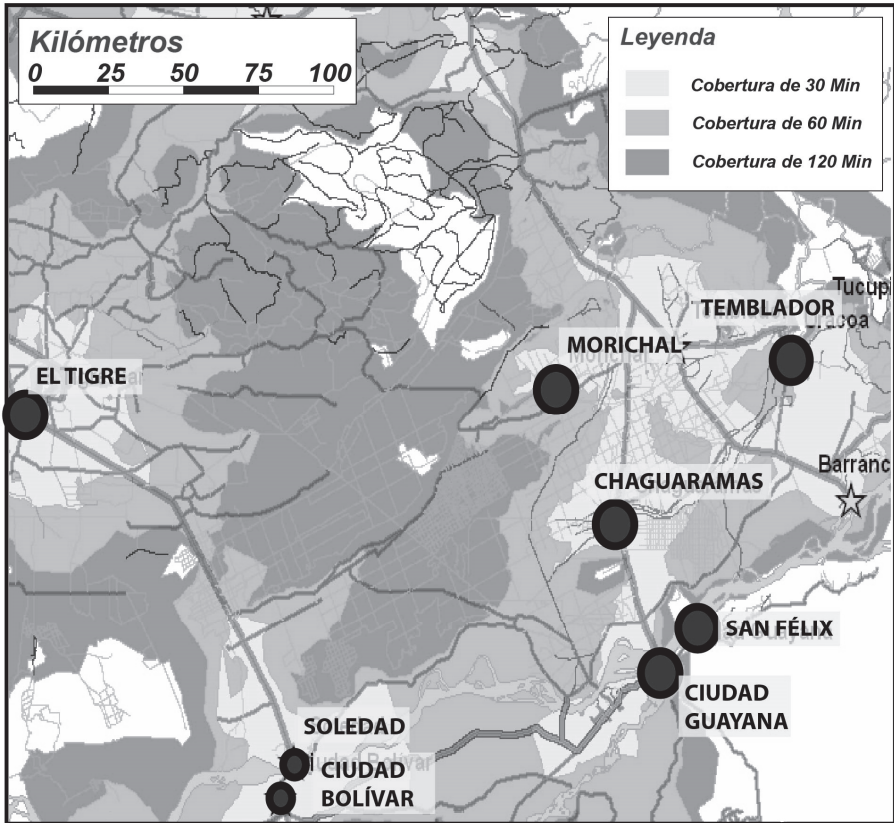 Kilómetros
0 25 50 75 100
Leyenda
Cobertura de 30 Min
Cobertura de 60 Min
Cobertura de 120 Min
Tucupi
TEMBLADOR
MORICHAL
EL TIGRE
Barranc
CHAGUARAMAS
SAN FÉLIX
CIUDAD
GUAYANA
SOLEDAD
CIUDAD
BOLÍVAR